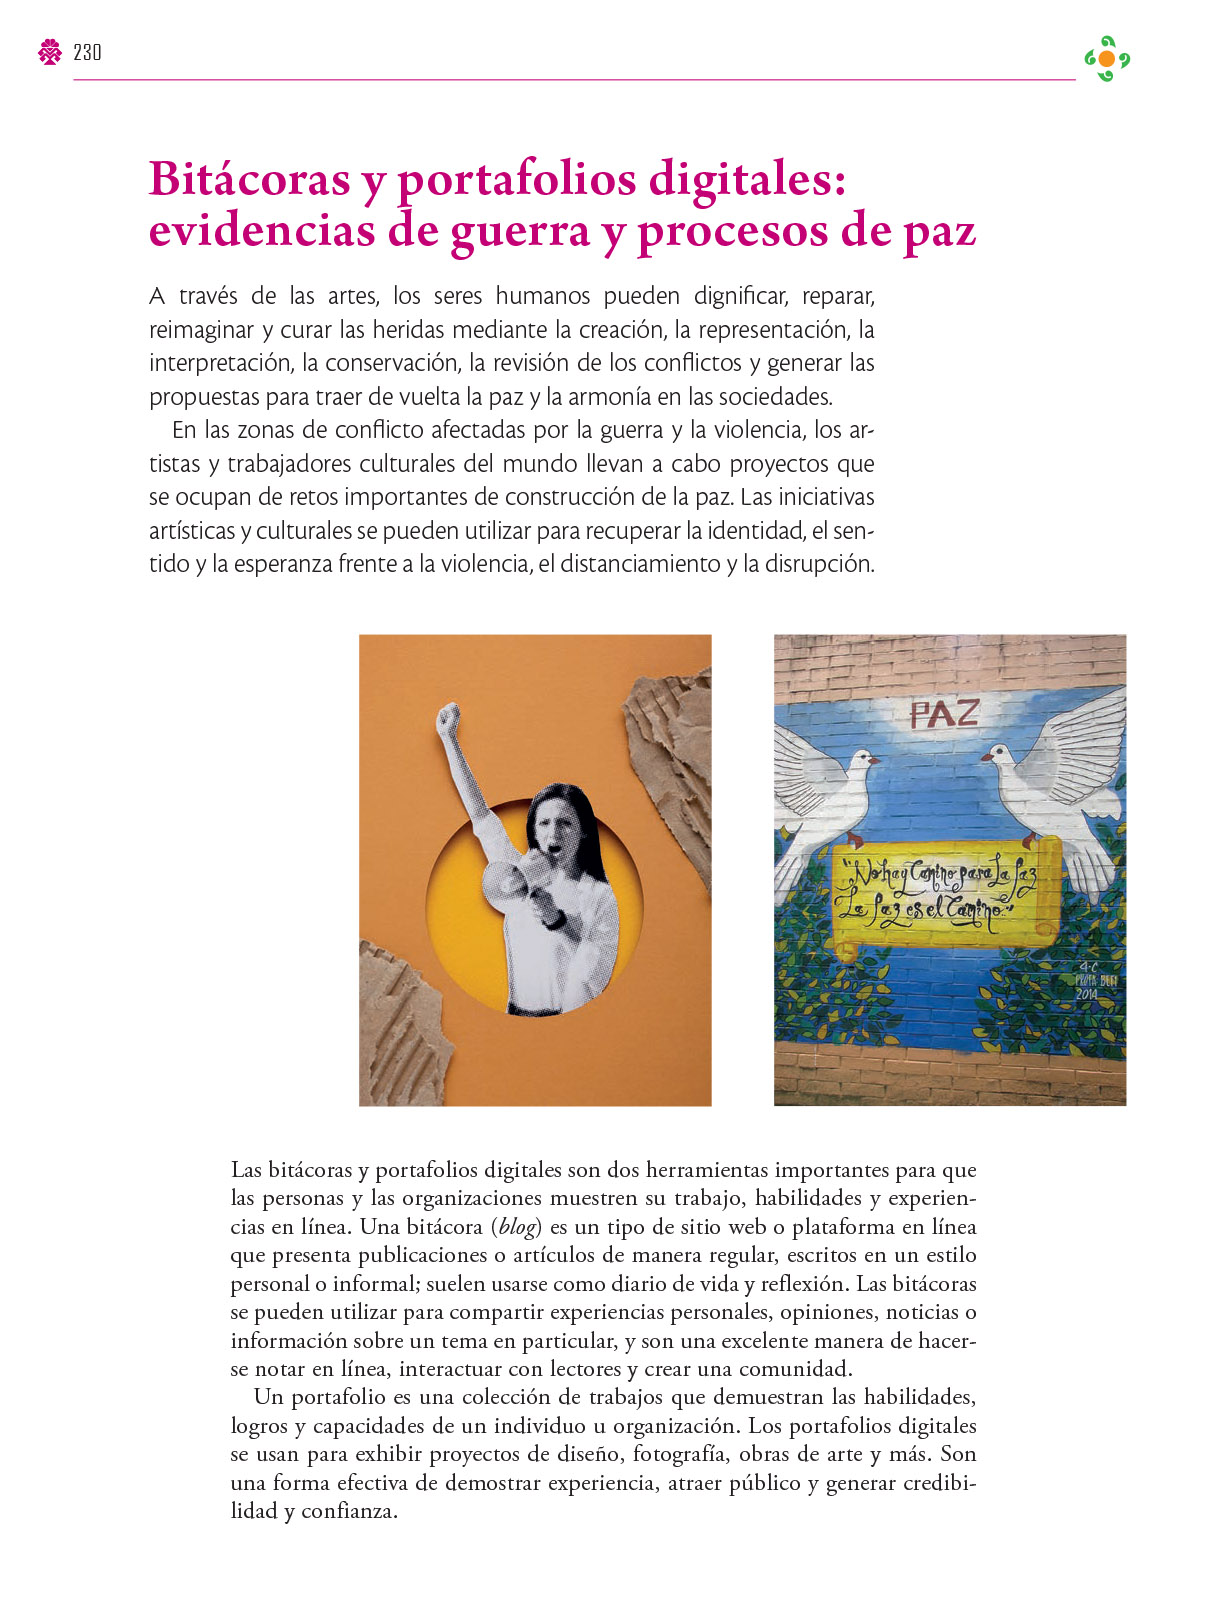 230
Bitácoras y portafolios digitales:
evidencias de guerra y procesos de paz
A través de las artes, los seres humanos pueden dignificar, reparar,
reimaginar y curar las heridas mediante la creación, la representación, la
interpretación, la conservación, la revisión de los conflictos y generar las
propuestas para traer de vuelta la paz y la armonía en las sociedades.
En las zonas de conflicto afectadas por la guerra y la violencia, los ar-
tistas y trabajadores culturales del mundo llevan a cabo proyectos que
se ocupan de retos importantes de construcción de la paz. Las iniciativas
artísticas y culturales se pueden utilizar para recuperar la identidad, el sen-
tido y la esperanza frente a la violencia, el distanciamiento y la disrupción.
PAZ
"No hay Camino para La Paz
La Paz es el Camino"
4·C
2014
Las bitácoras y portafolios digitales son dos herramientas importantes para que
las personas y las organizaciones muestren su trabajo, habilidades y experien-
cias en línea. Una bitácora (blog) es un tipo de sitio web o plataforma en línea
que presenta publicaciones o artículos de manera regular, escritos en un estilo
personal o informal; suelen usarse como diario de vida y reflexión. Las bitácoras
se pueden utilizar para compartir experiencias personales, opiniones, noticias o
información sobre un tema en particular, y son una excelente manera de hacer-
se notar en línea, interactuar con lectores y crear una comunidad.
Un portafolio es una colección de trabajos que demuestran las habilidades,
logros y capacidades de un individuo u organización. Los portafolios digitales
se usan para exhibir proyectos de diseño, fotografía, obras de arte y más. Son
una forma efectiva de demostrar experiencia, atraer público y generar credibi-
lidad y confianza.